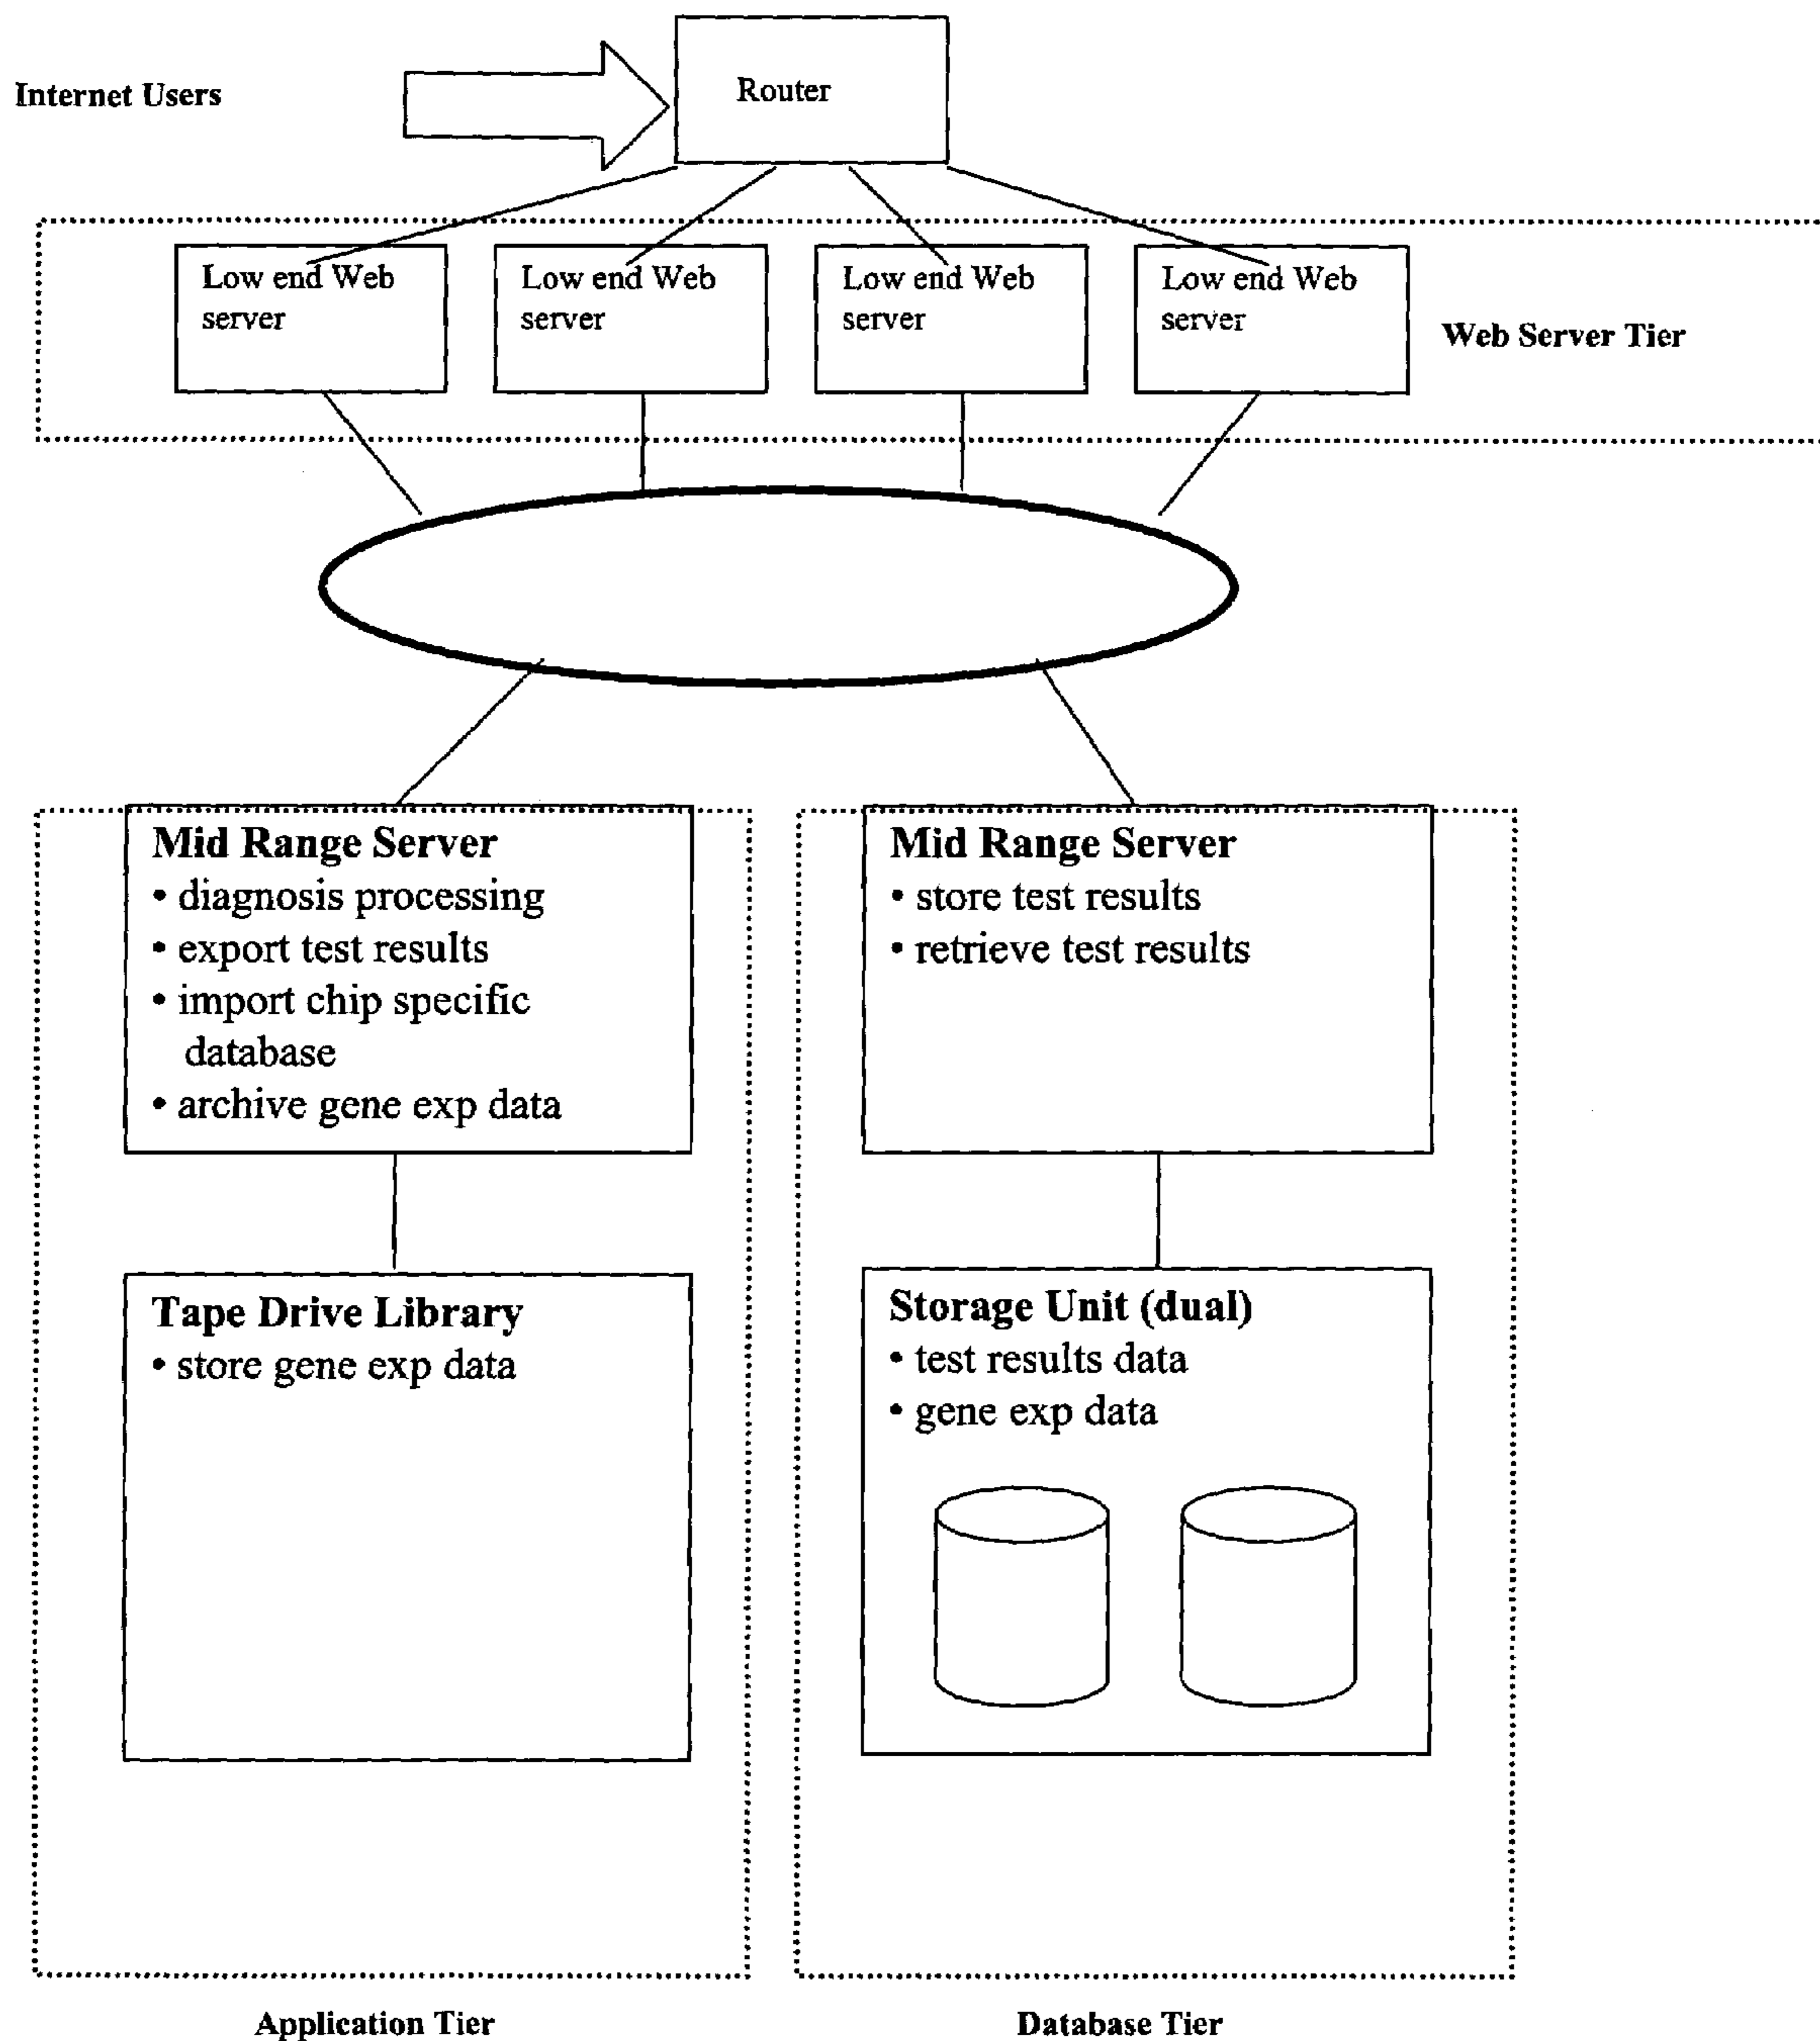 Internet Users
Router
Low end Web
server
Low end Web
server
Low end Web
server
Low end Web
server
Web Server Tier
Mid Range Server
• diagnosis processing
• export test results
• import chip specific
database
• archive gene exp data
Mid Range Server
• store test results
• retrieve test results
Tape Drive Library
• store gene exp data
Storage Unit (dual)
• test results data
• gene exp data
Application Tier
Database Tier